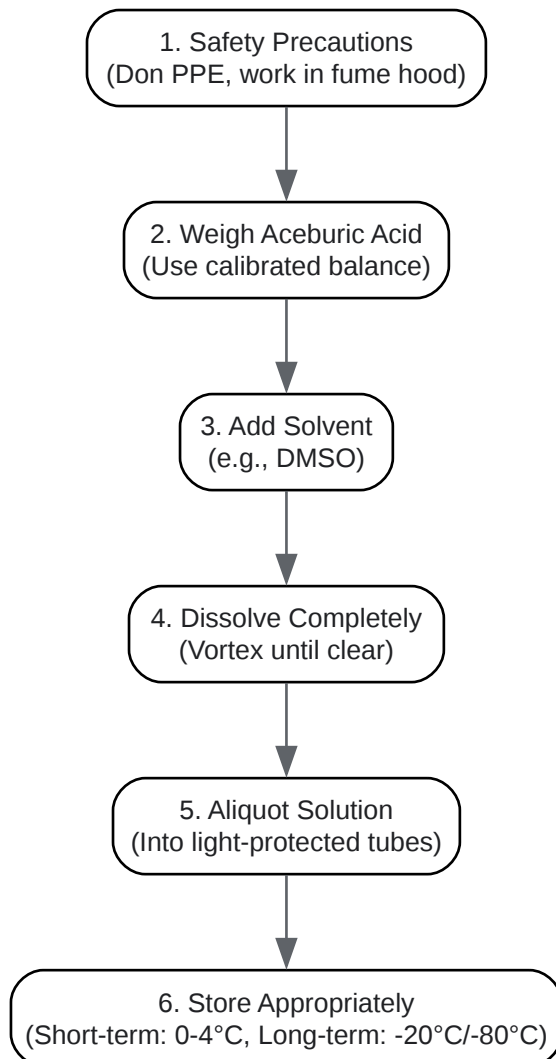 1. Safety Precautions
(Don PPE, work in fume hood)
2. Weigh Aceburic Acid
(Use calibrated balance)
3. Add Solvent
(e.g., DMSO)
4. Dissolve Completely
(Vortex until clear)
5. Aliquot Solution
(Into light-protected tubes)
6. Store Appropriately
(Short-term: 0-4°C, Long-term: -20°C/-80°C)